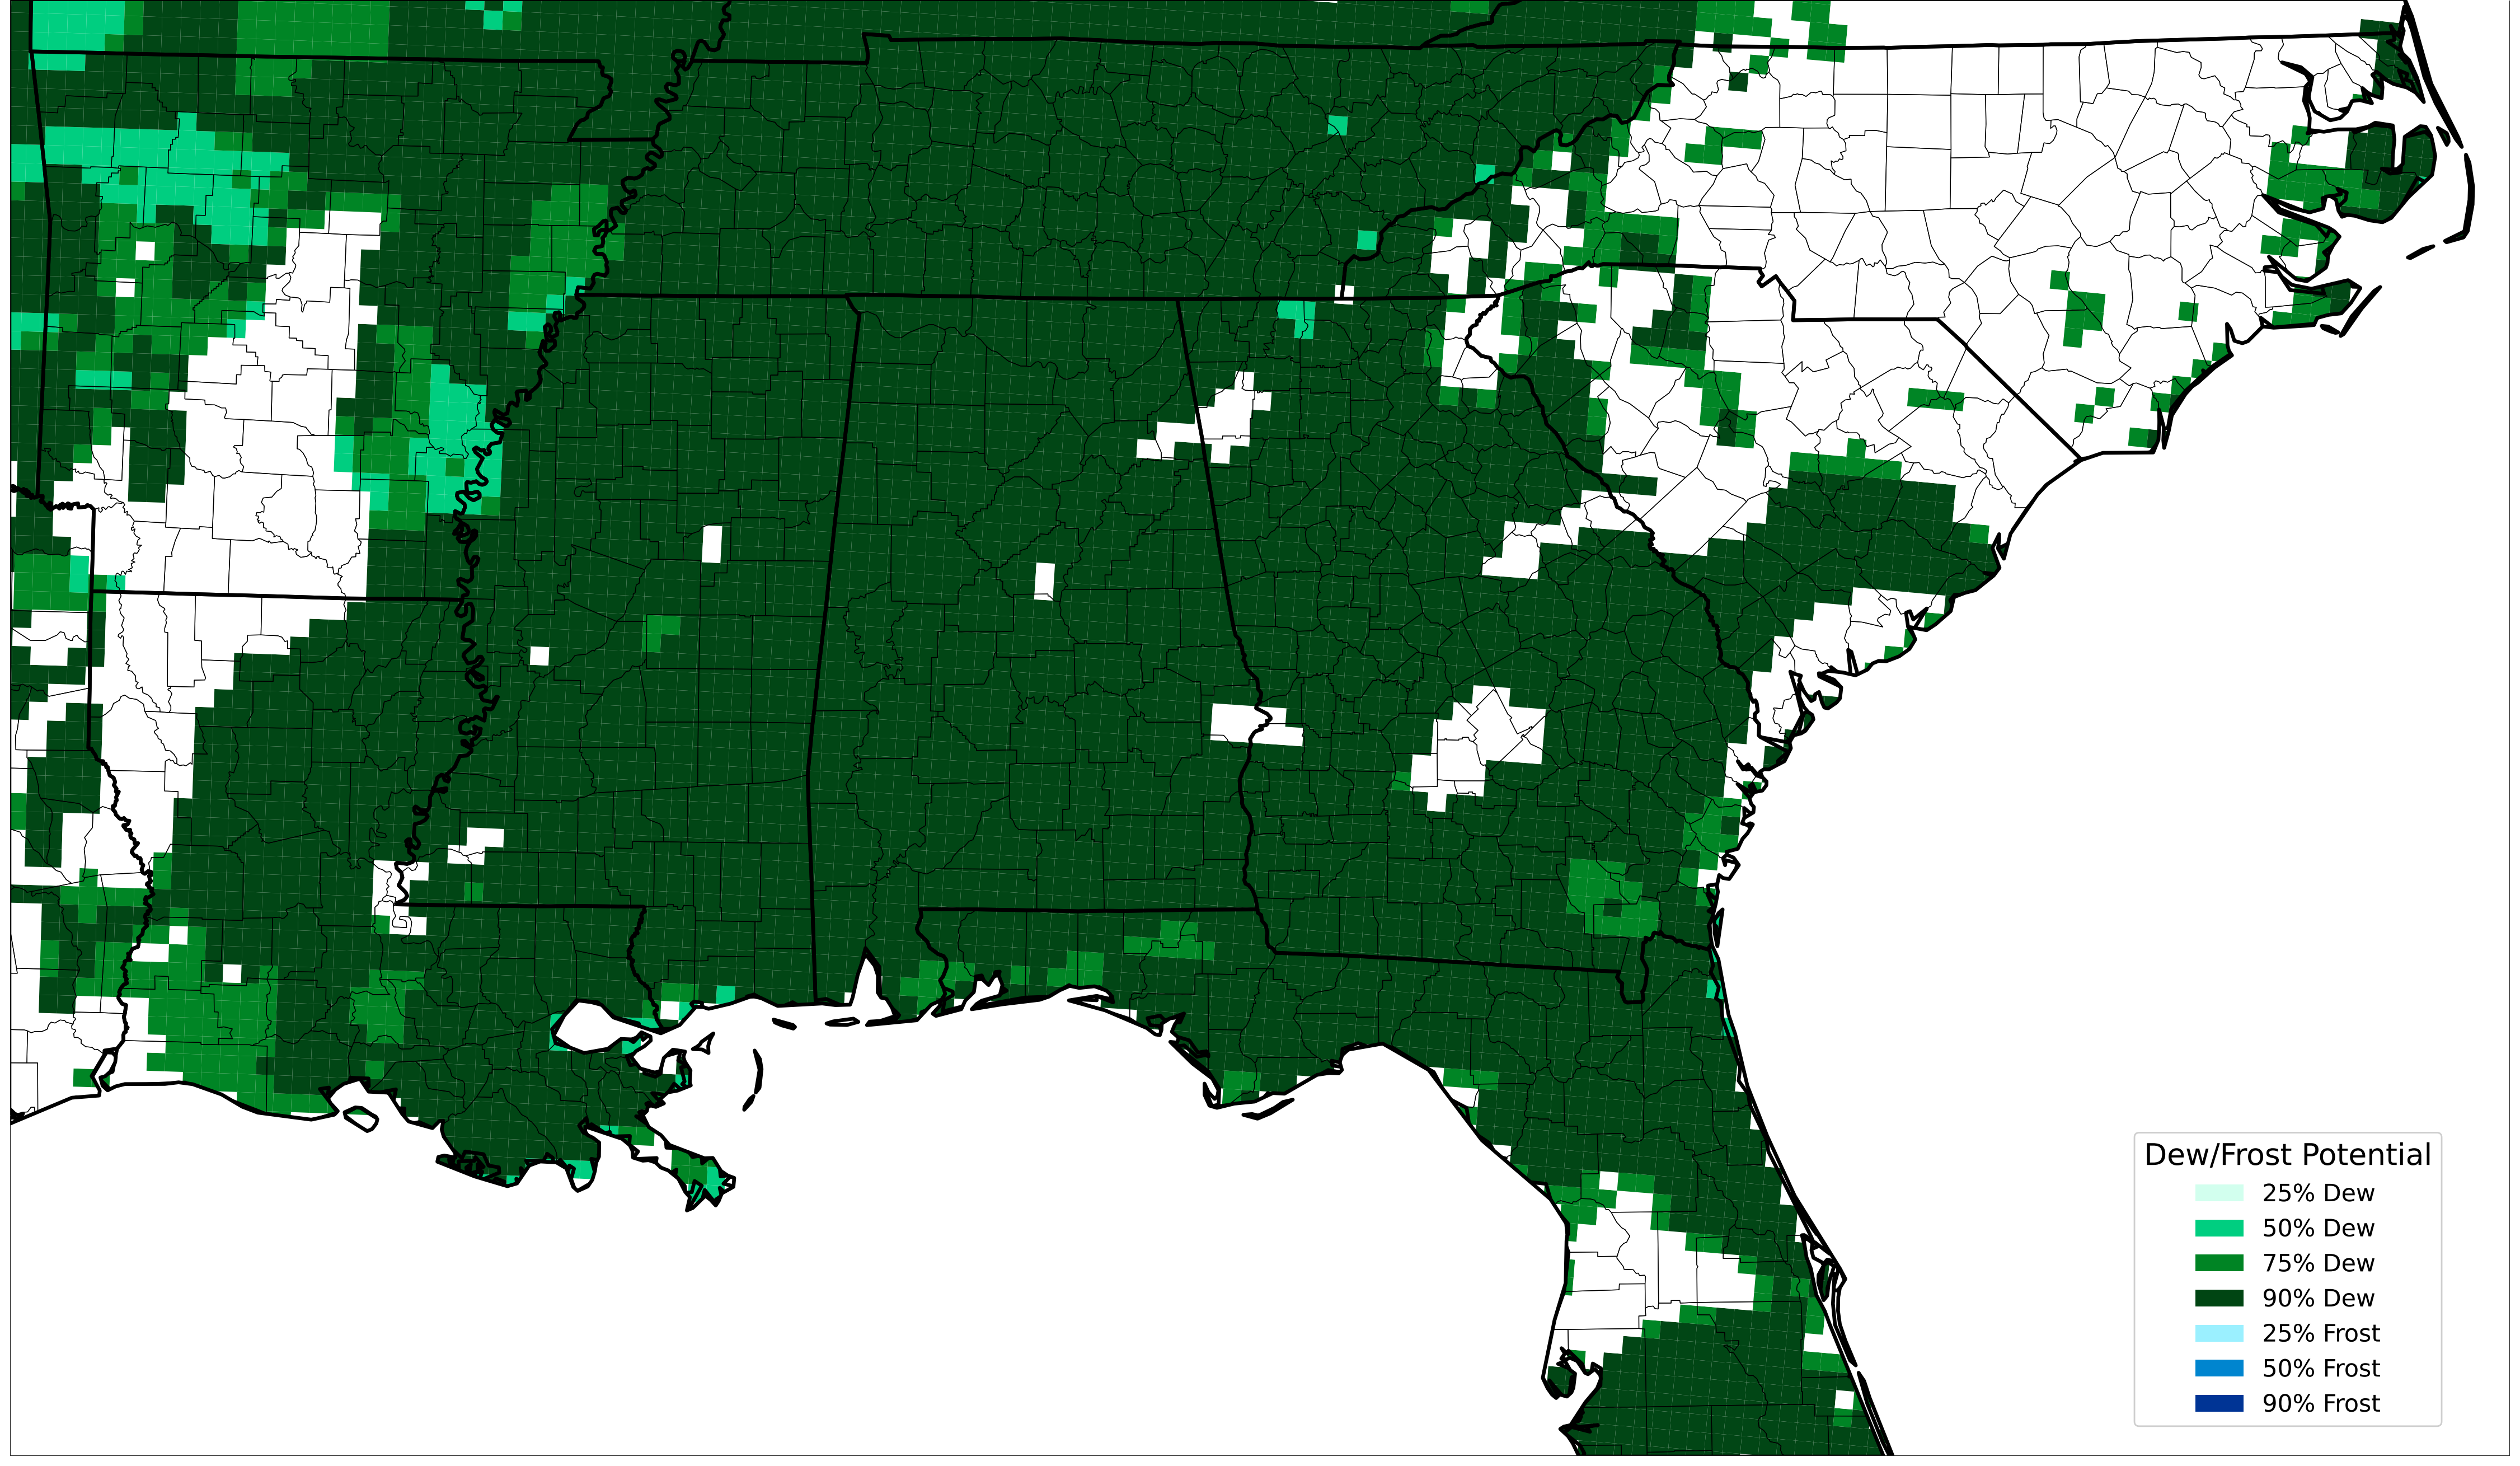 Dew/Frost Potential
25% Dew
50% Dew
75% Dew
90% Dew
25% Frost
50% Frost
90% Frost